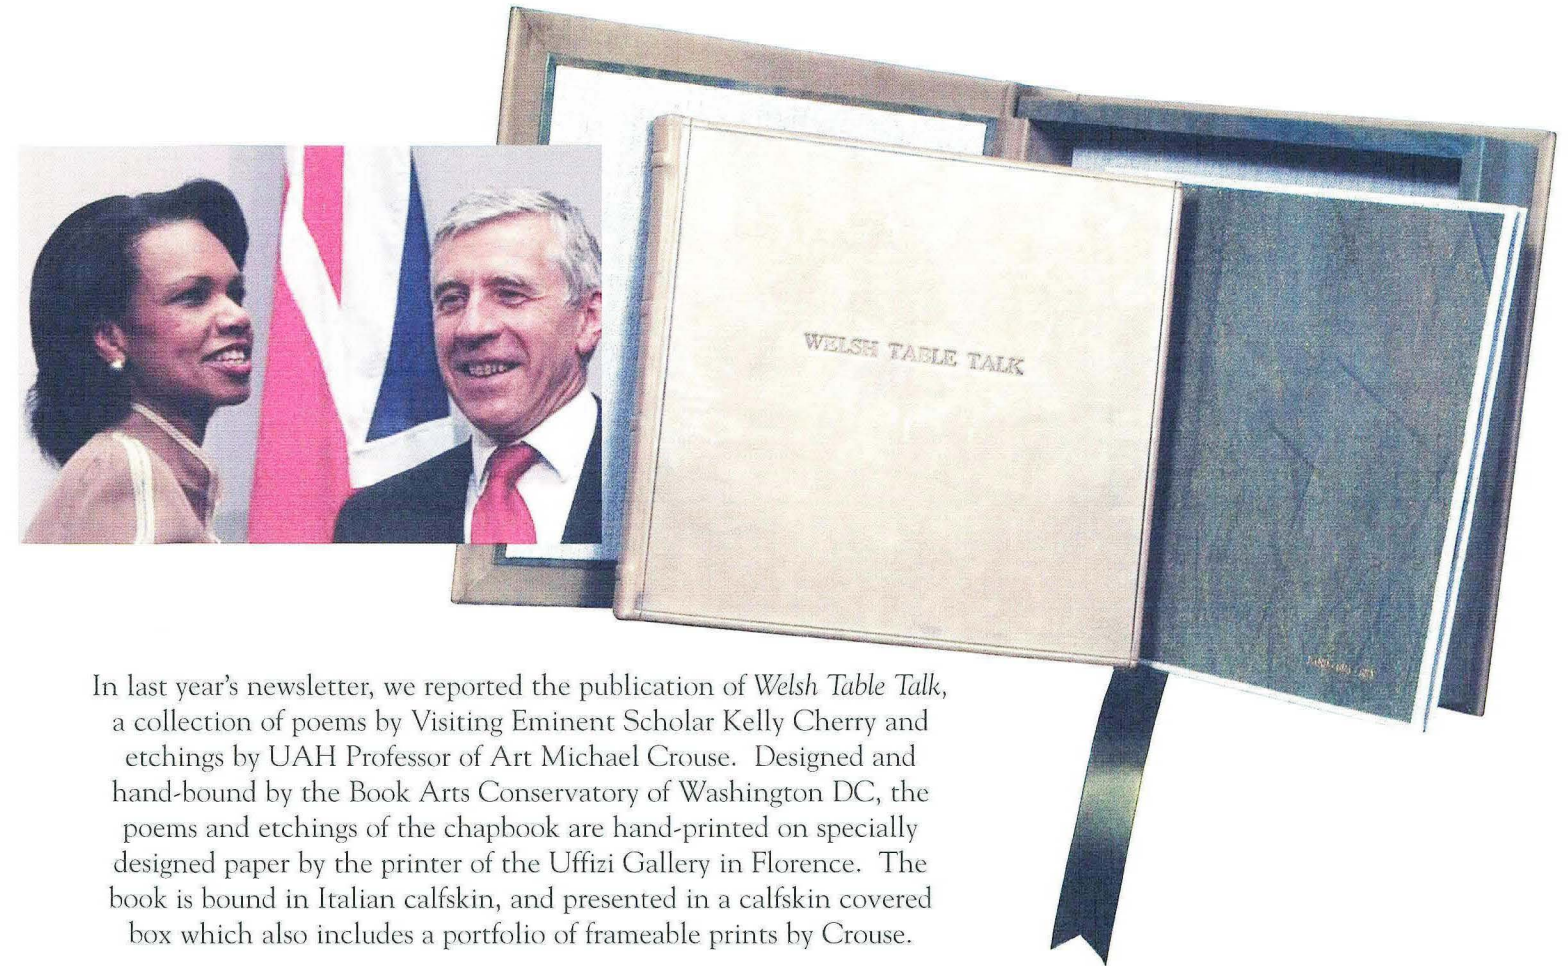 WELSH TABLE TALK
In last year's newsletter, we reported the publication of Welsh Table Talk,
a collection of poems by Visiting Eminent Scholar Kelly Cherry and
etchings by UAH Professor of Art Michael Crouse.  Designed and
hand-bound by the Book Arts Conservatory of Washington DC, the
poems and etchings of the chapbook are hand-printed on specially
designed paper by the printer of the Uffizi Gallery in Florence.  The
book is bound in Italian calfskin, and presented in a calfskin covered
box which also includes a portfolio of frameable prints by Crouse.